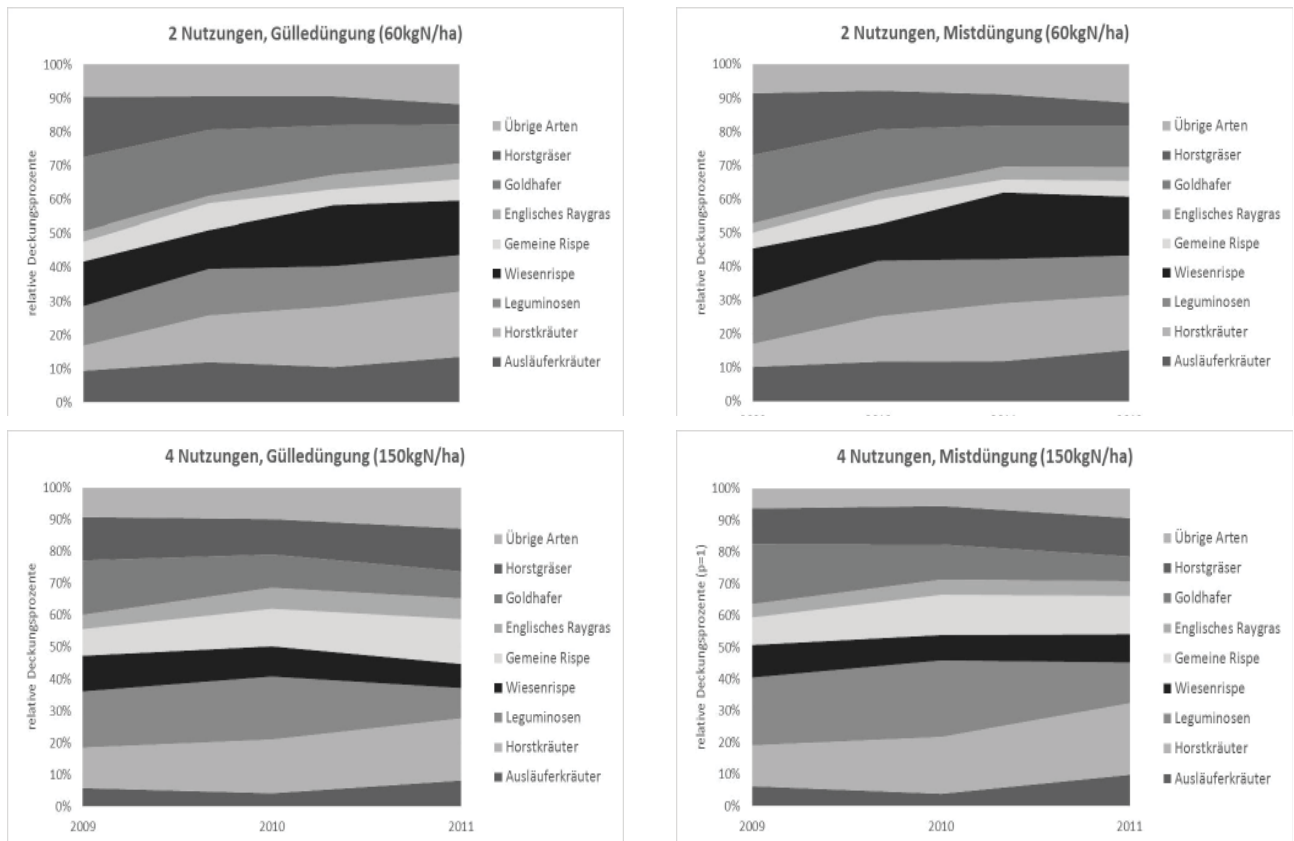 2 Nutzungen, Gülledüngung (60kgN/ha)
relative Deckungsprozente
100%
90%
80%
70%
60%
50%
40%
30%
20%
10%
0%
Übrige Arten
Horstgräser
Goldhafer
Englisches Raygras
Gemeine Rispe
Wiesenrispe
Leguminosen
Horstkräuter
Ausläuferkräuter
2 Nutzungen, Mistdüngung (60kgN/ha)
relative Deckungsprozente
100%
90%
80%
70%
60%
50%
40%
30%
20%
10%
0%
Übrige Arten
Horstgräser
Goldhafer
Englisches Raygras
Gemeine Rispe
Wiesenrispe
Leguminosen
Horstkräuter
Ausläuferkräuter
4 Nutzungen, Gülledüngung (150kgN/ha)
relative Deckungsprozente
100%
90%
80%
70%
60%
50%
40%
30%
20%
10%
0%
2009 2010 2011
Übrige Arten
Horstgräser
Goldhafer
Englisches Raygras
Gemeine Rispe
Wiesenrispe
Leguminosen
Horstkräuter
Ausläuferkräuter
4 Nutzungen, Mistdüngung (150kgN/ha)
relative Deckungsprozente (p=1)
100%
90%
80%
70%
60%
50%
40%
30%
20%
10%
0%
2009 2010 2011
Übrige Arten
Horstgräser
Goldhafer
Englisches Raygras
Gemeine Rispe
Wiesenrispe
Leguminosen
Horstkräuter
Ausläuferkräuter